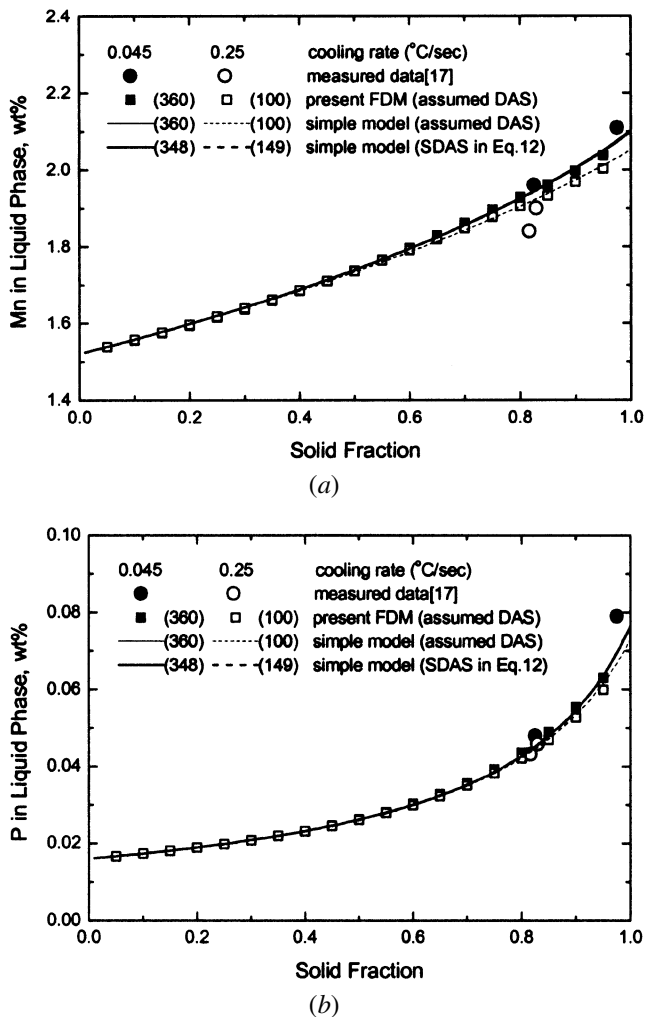 2.4
2.2
2.0
1.8
1.6
1.4
Mn in Liquid Phase, wt%
0.045 0.25 cooling rate (°C/sec)
measured data[17]
(360) (100) present FDM (assumed DAS)
(360) (100) simple model (assumed DAS)
(348) (149) simple model (SDAS in Eq.12)
0.0 0.2 0.4 0.6 0.8 1.0
Solid Fraction
(a)
0.10
0.08
0.06
0.04
0.02
0.00
P in Liquid Phase, wt%
0.045 0.25 cooling rate (°C/sec)
measured data[17]
(360) (100) present FDM (assumed DAS)
(360) (100) simple model (assumed DAS)
(348) (149) simple model (SDAS in Eq.12)
0.0 0.2 0.4 0.6 0.8 1.0
Solid Fraction
(b)